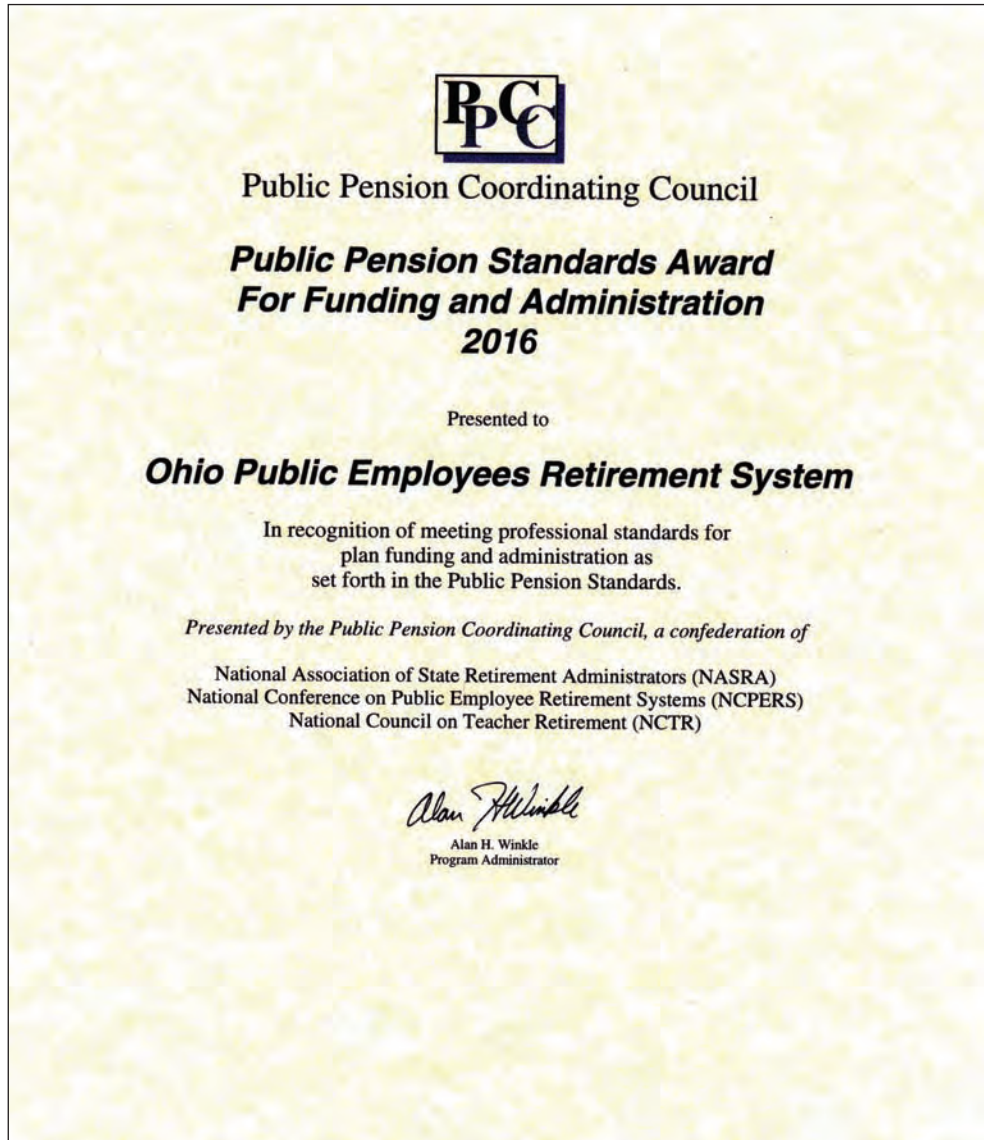 PPCC
Public Pension Coordinating Council
Public Pension Standards Award
For Funding and Administration
2016
Presented to
Ohio Public Employees Retirement System
In recognition of meeting professional standards for
plan funding and administration as
set forth in the Public Pension Standards.
Presented by the Public Pension Coordinating Council, a confederation of
National Association of State Retirement Administrators (NASRA)
National Conference on Public Employee Retirement Systems (NCPERS)
National Council on Teacher Retirement (NCTR)
Alan H Winkle
Alan H. Winkle
Program Administrator